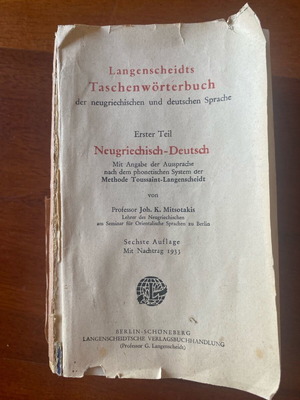 Langenscheidts
Taschenwörterbuch
der neugriechischen und deutschen Sprache
Erster Teil
Neugriechisch-Deutsch
Mit Angabe der Aussprache
nach dem phonetischen System der
Methode Toussaint-Langenscheidt
von
Professor Joh. K. Mitsotakis
Lehrer des Neugriechischen
am Seminar für Orientalische Sprachen zu Berlin
Sechste Auflage
Mit Nachtrag 1953
BERLIN-SCHÖNEBERG
LANGENSCHEIDTSCHE VERLAGSBUCHHANDLUNG
(Professor G. Langenscheidt)